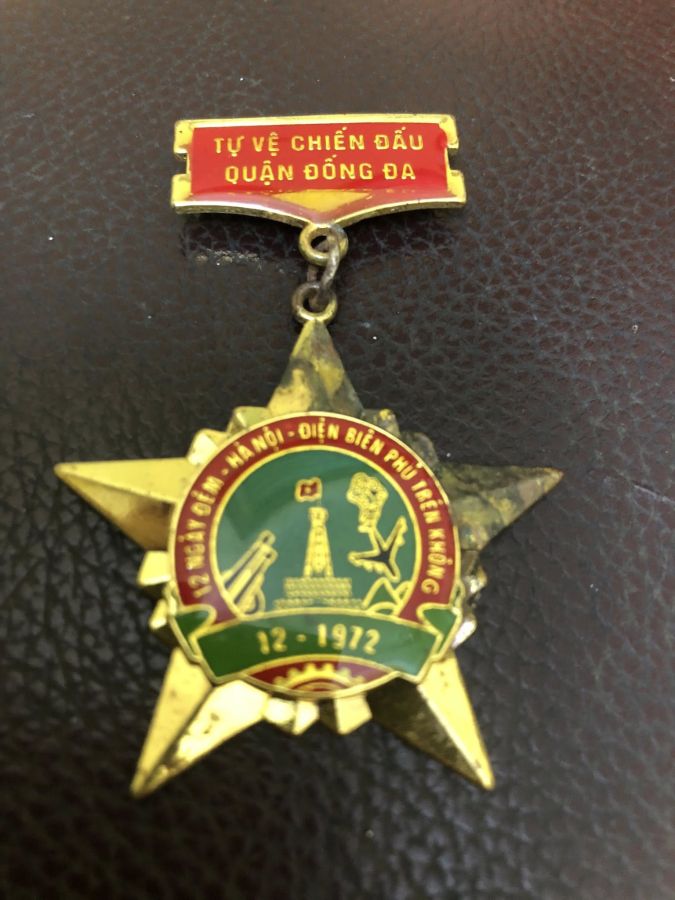 TỰ VỆ CHIẾN ĐẤU
QUẬN ĐỐNG ĐA
12 NGÀY ĐÊM - HÀ NỘI - ĐIỆN BIÊN PHỦ TRÊN KHÔNG
12 - 1972